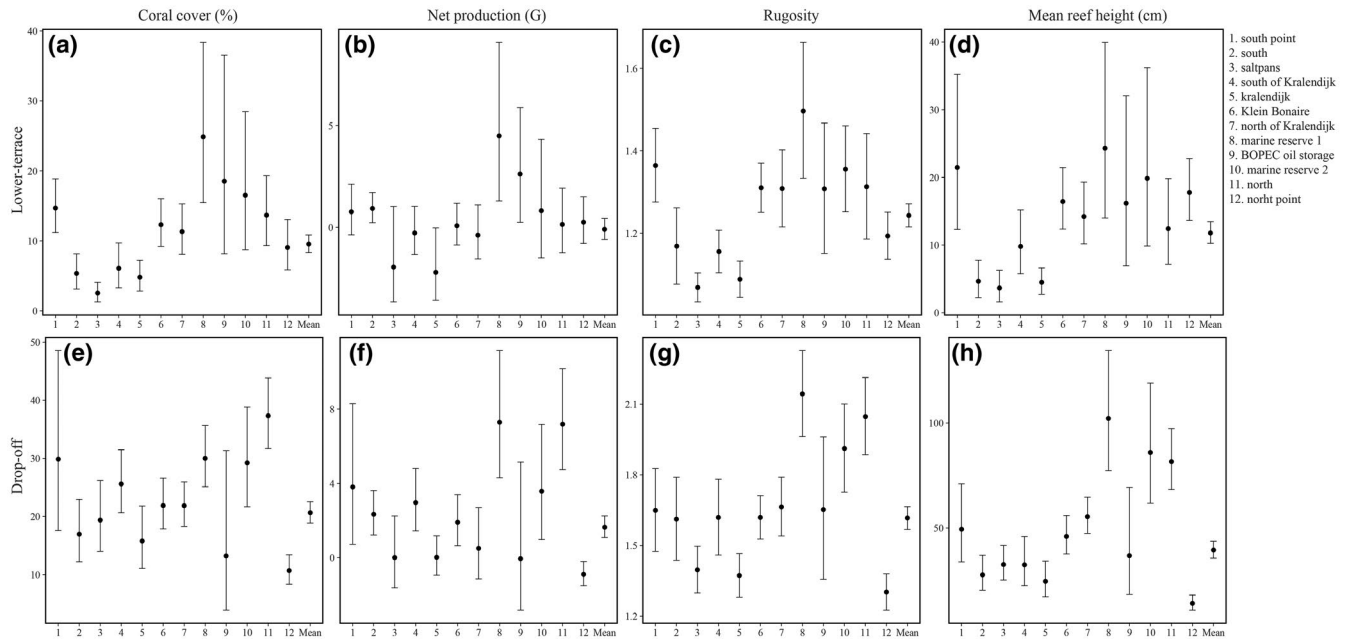 Coral cover (%) Net production (G) Rugosity Mean reef height (cm)
Lower-terrace
(a) (b) (c) (d)
40
30
20
10
0
1 2 3 4 5 6 7 8 9 10 11 12 Mean
5
0
1 2 3 4 5 6 7 8 9 10 11 12 Mean
1.6
1.4
1.2
1 2 3 4 5 6 7 8 9 10 11 12 Mean
40
30
20
10
0
1 2 3 4 5 6 7 8 9 10 11 12 Mean
1. south point
2. south
3. saltpans
4. south of Kralendijk
5. kralendijk
6. Klein Bonaire
7. north of Kralendijk
8. marine reserve 1
9. BOPEC oil storage
10. marine reserve 2
11. north
12. norht point
Drop-off
(e) (f) (g) (h)
50
40
30
20
10
1 2 3 4 5 6 7 8 9 10 11 12 Mean
8
4
0
1 2 3 4 5 6 7 8 9 10 11 12 Mean
2.1
1.8
1.5
1.2
1 2 3 4 5 6 7 8 9 10 11 12 Mean
100
50
1 2 3 4 5 6 7 8 9 10 11 12 Mean